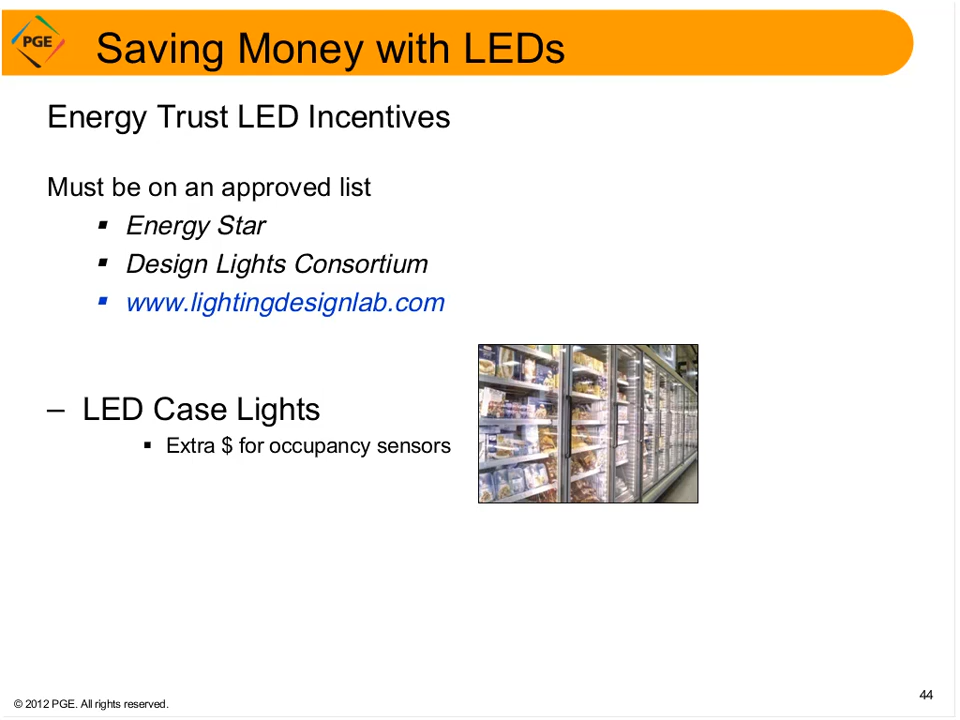 PGE
Saving Money with LEDs
Energy Trust LED Incentives
Must be on an approved list
▪ Energy Star
▪ Design Lights Consortium
▪ www.lightingdesignlab.com
– LED Case Lights
▪ Extra $ for occupancy sensors
© 2012 PGE. All rights reserved.
44